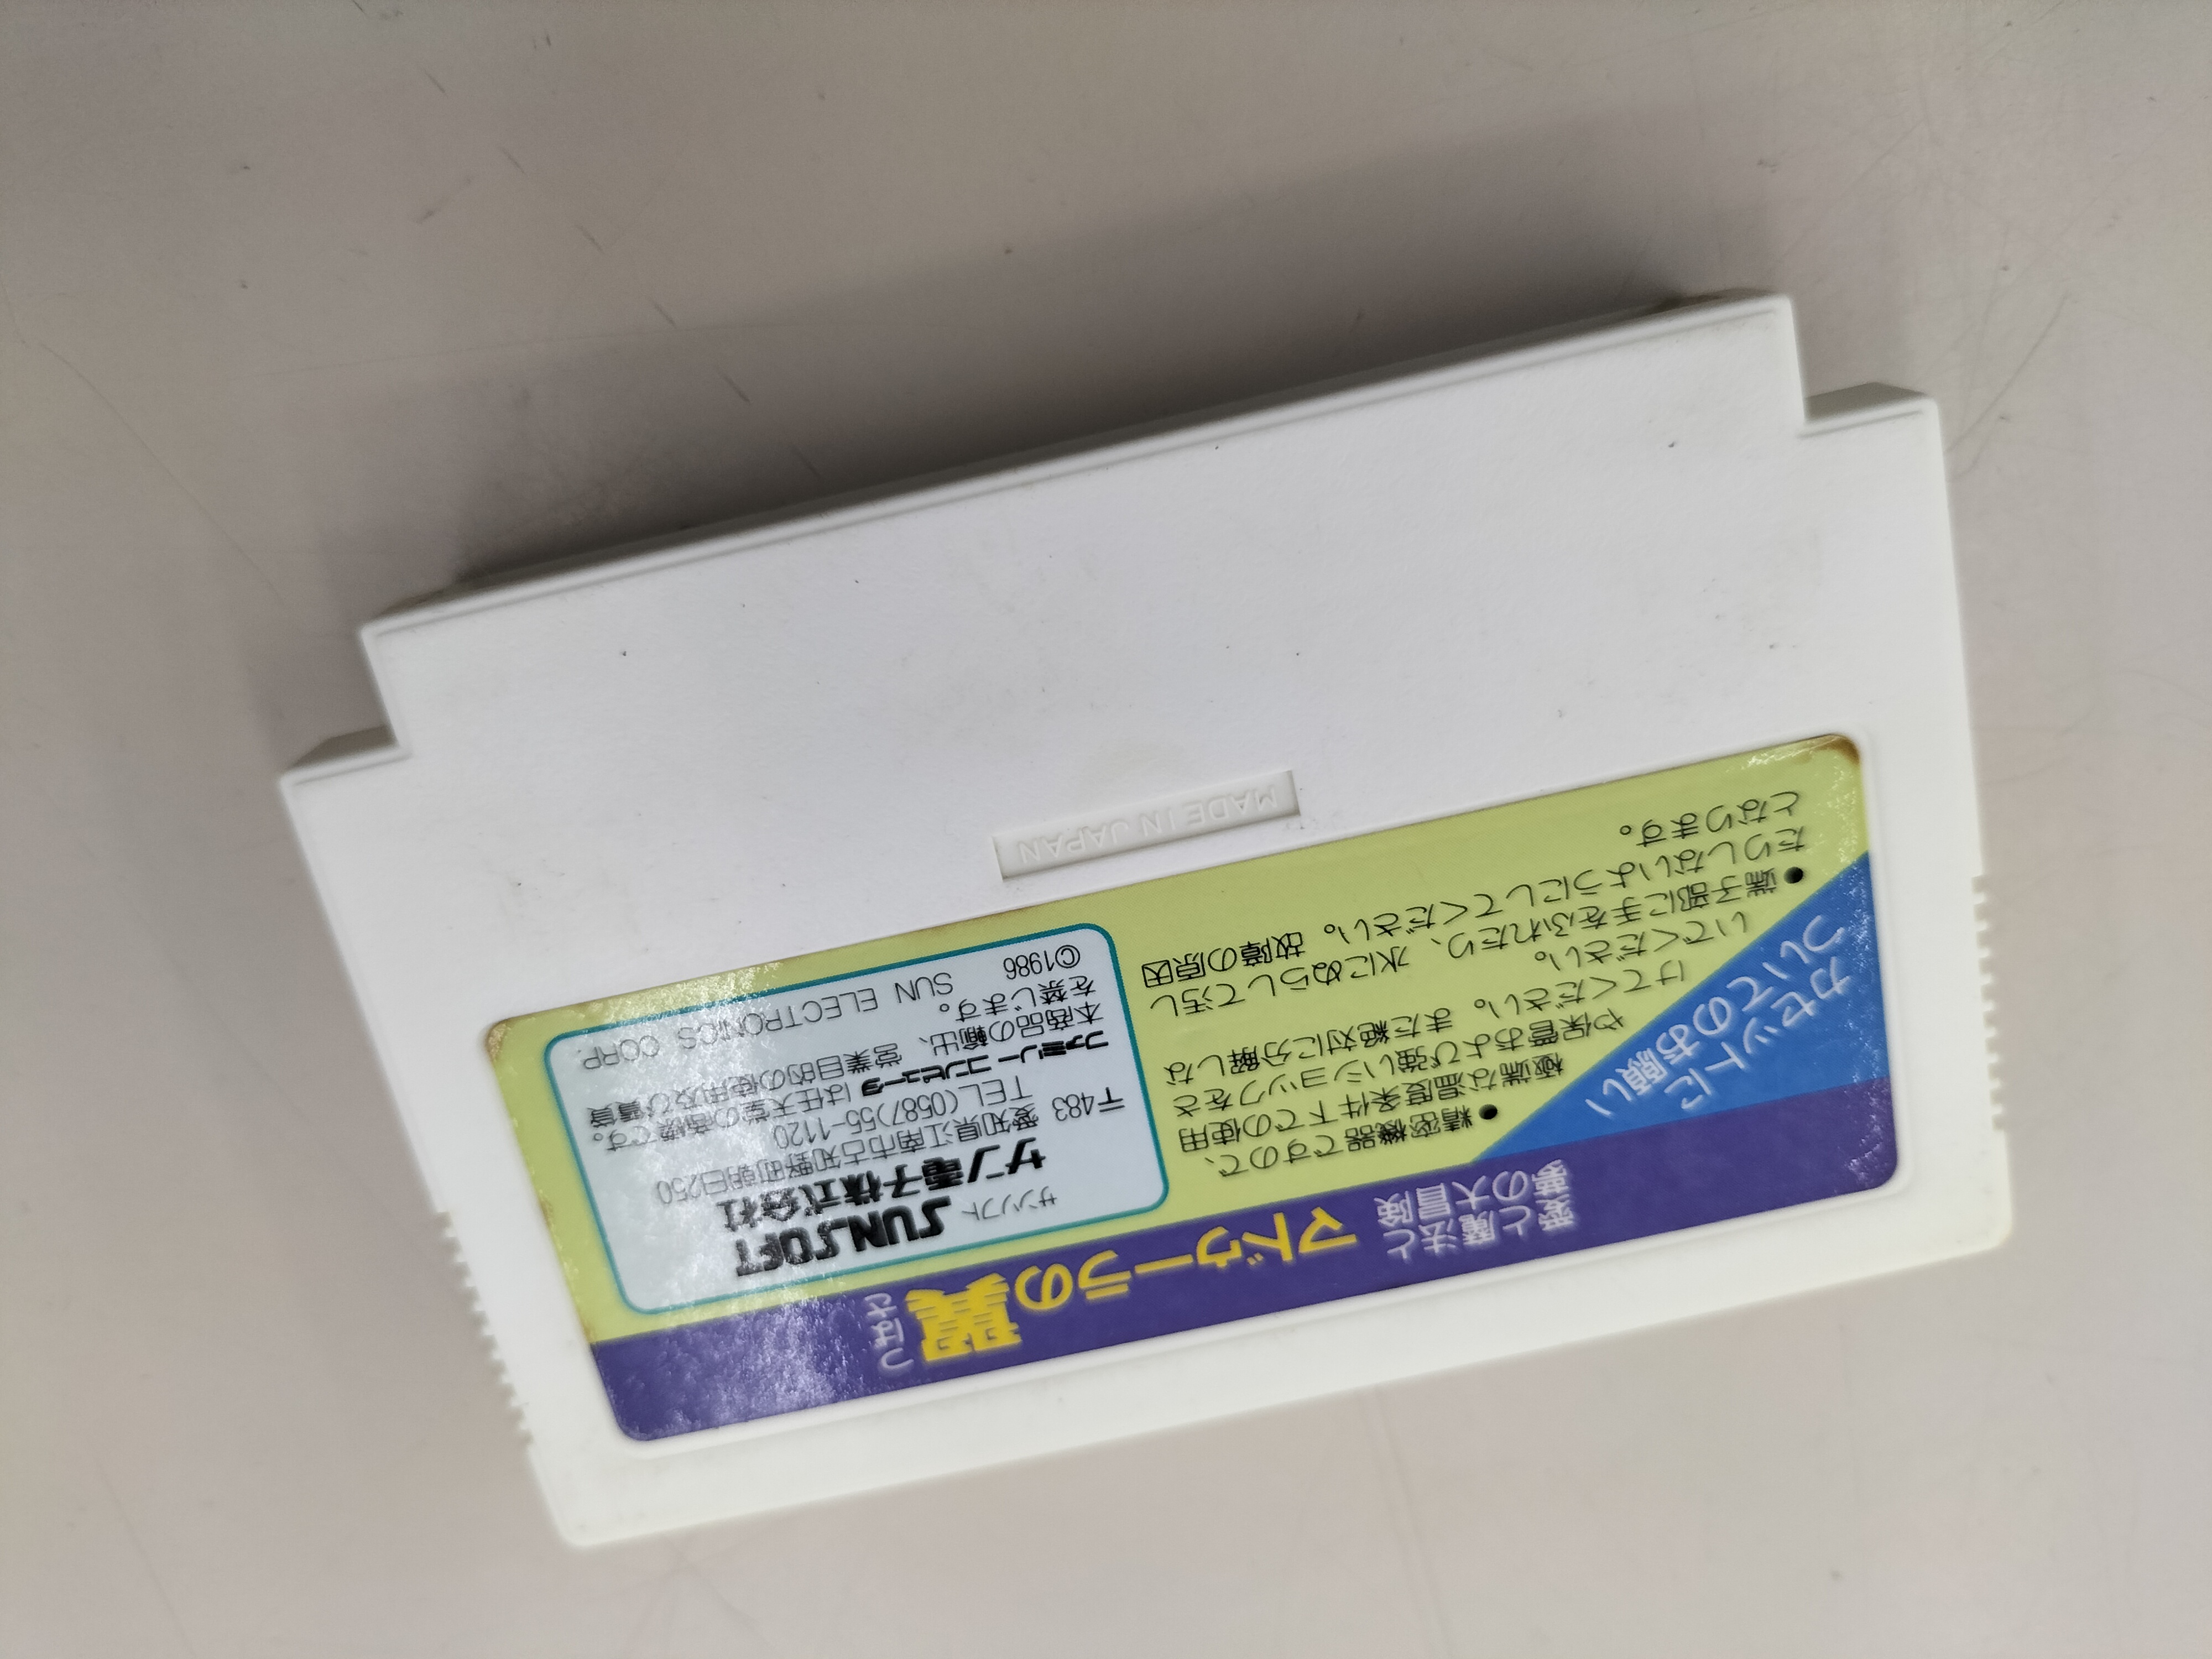 愛と魔法と
夢の大冒険
マドゥーラの翼
つばさ
カセットに
ついてのお願い
●精密機器ですので、
極端な温度条件下での使用
や保管および強いショックをさ
けてください。また絶対に分解しな
いでください。
●端子部に手をふれたり、水にぬらして汚し
たりしないようにしてください。故障の原因
となります。
サンソフト
SUNSOFT
サン電子株式会社
〒483 愛知県江南市古知野町朝日250
TEL(0587)55-1120
ファミリーコンピュータは任天堂の商標です。
本商品の輸出、営業目的の使用及び賃貸
を禁じます。
©1986 SUN ELECTRONICS CORP.
MADE IN JAPAN